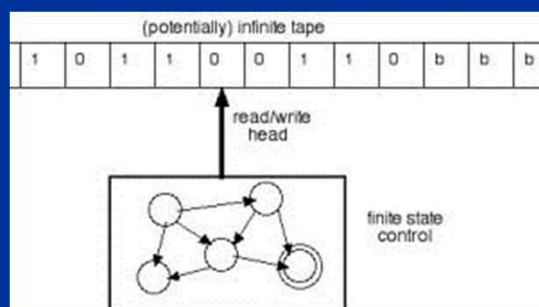 (potentially) infinite tape
1 0 1 1 0 0 1 1 0 b b b
read/write
head
finite state
control